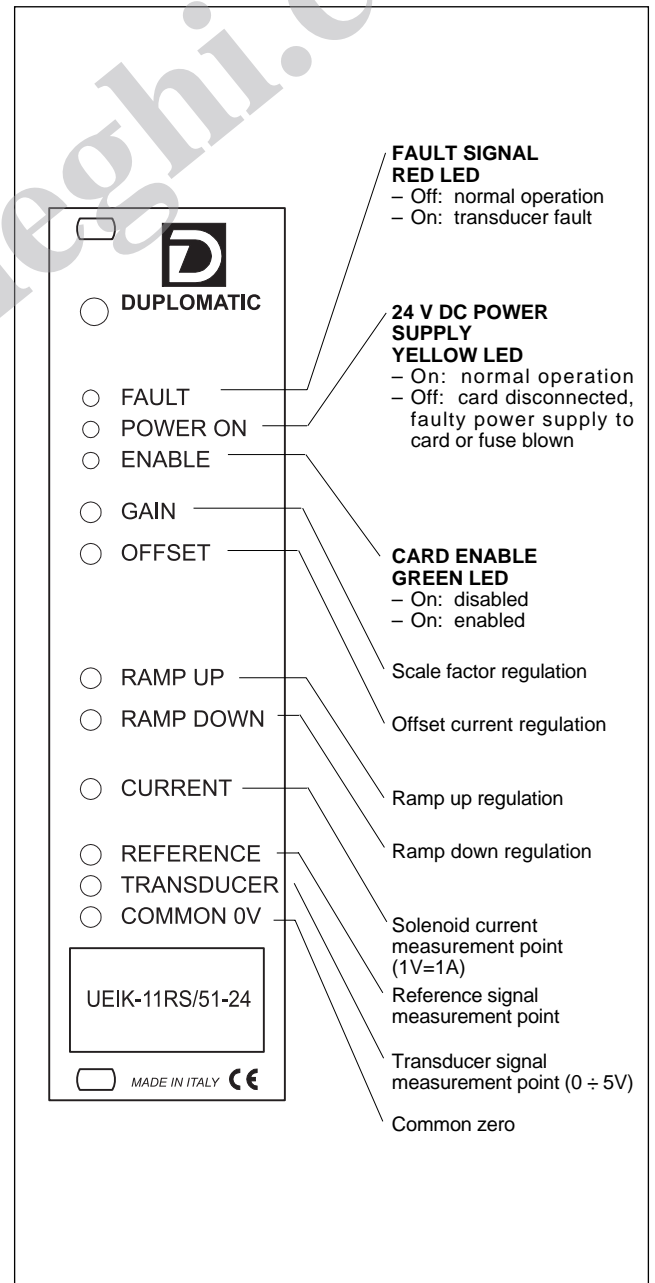 FAULT SIGNAL
RED LED
– Off: normal operation
– On: transducer fault
24 V DC POWER
SUPPLY
YELLOW LED
– On: normal operation
– Off: card disconnected,
faulty power supply to
card or fuse blown
CARD ENABLE
GREEN LED
– On: disabled
– On: enabled
Scale factor regulation
Offset current regulation
Ramp up regulation
Ramp down regulation
Solenoid current
measurement point
(1V=1A)
Reference signal
measurement point
Transducer signal
measurement point (0 ÷ 5V)
Common zero
D
DUPLOMATIC
FAULT
POWER ON
ENABLE
GAIN
OFFSET
RAMP UP
RAMP DOWN
CURRENT
REFERENCE
TRANSDUCER
COMMON 0V
UEIK-11RS/51-24
MADE IN ITALY CE